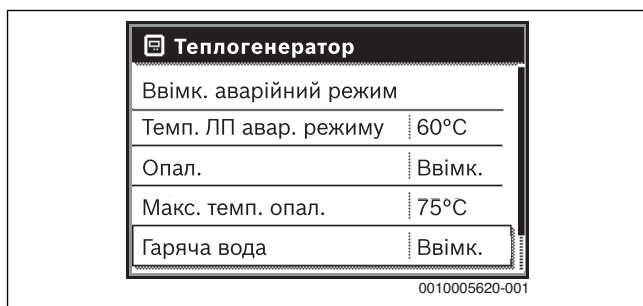 Теплогенератор
Ввімк. аварійний режим
Темп. ЛП авар. режиму 60°C
Опал. Ввімк.
Макс. темп. опал. 75°C
Гаряча вода Ввімк.
0010005620-001